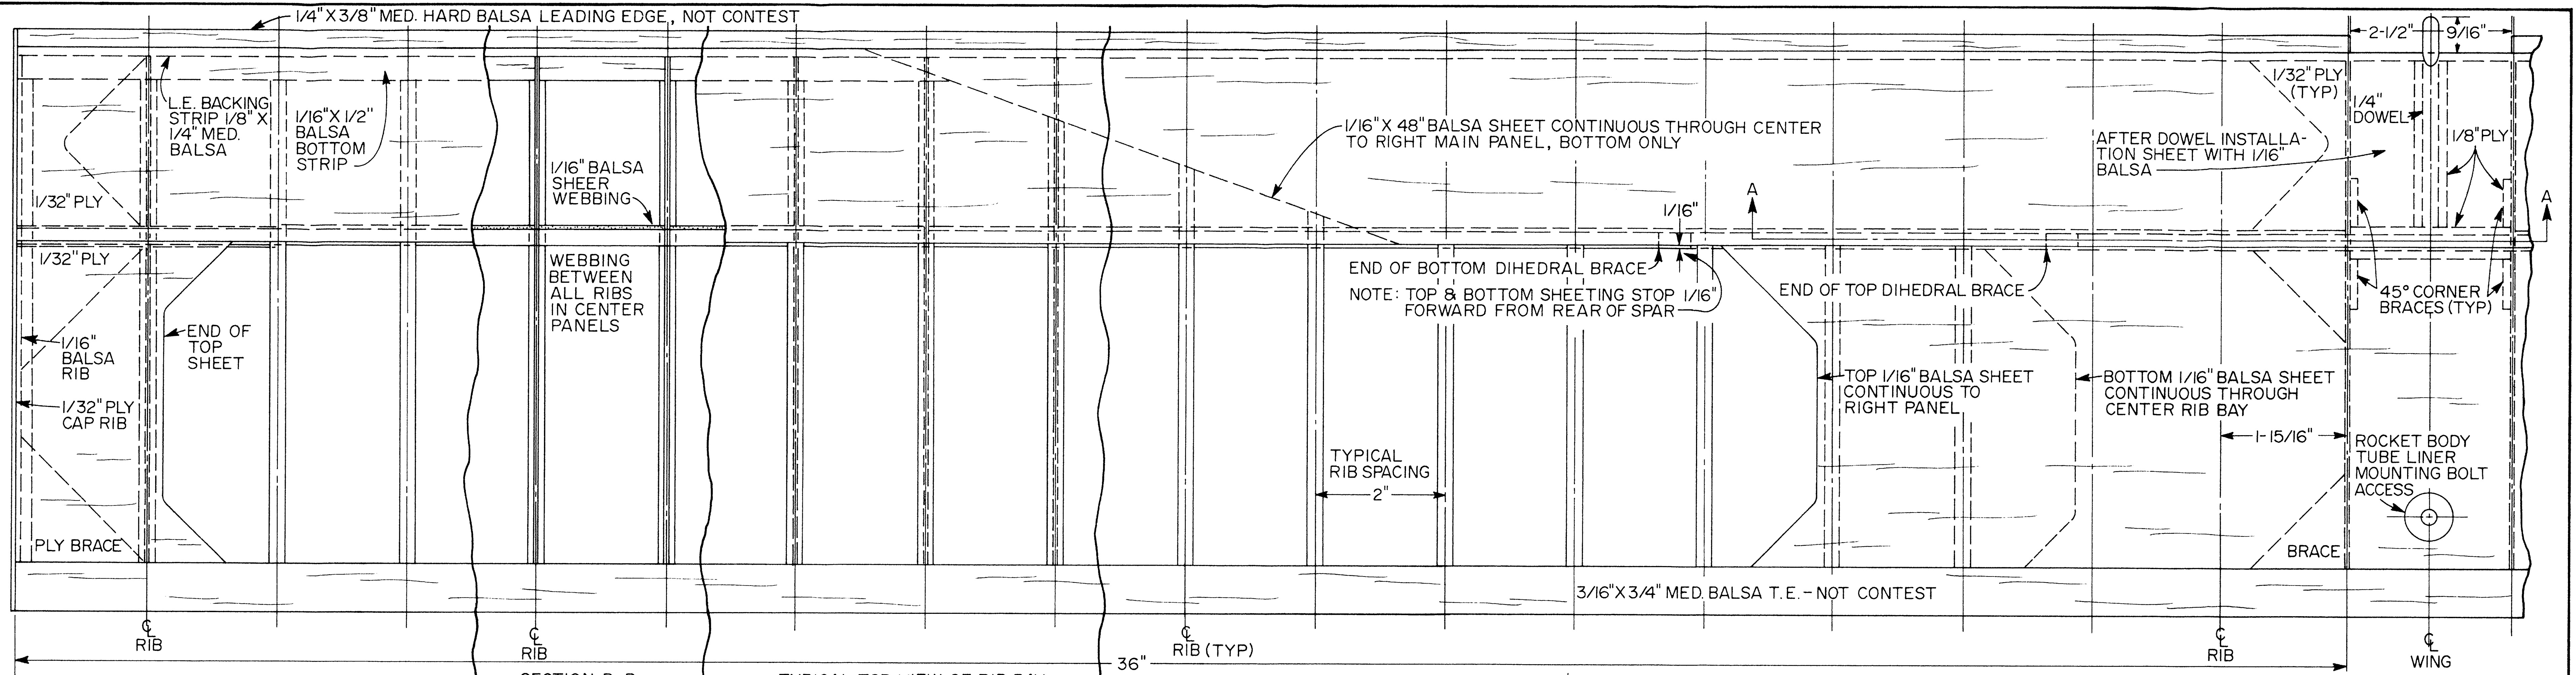 1/4" X 3/8" MED. HARD BALSA LEADING EDGE, NOT CONTEST
L.E. BACKING
STRIP 1/8" X
1/4" MED.
BALSA
1/16" X 1/2"
BALSA
BOTTOM
STRIP
1/32" PLY
1/32" PLY
1/16" BALSA
SHEER
WEBBING
WEBBING
BETWEEN
ALL RIBS
IN CENTER
PANELS
END OF
TOP
SHEET
1/16"
BALSA
RIB
1/32" PLY
CAP RIB
PLY BRACE
1/16" X 48" BALSA SHEET CONTINUOUS THROUGH CENTER
TO RIGHT MAIN PANEL, BOTTOM ONLY
1/16"
A
END OF BOTTOM DIHEDRAL BRACE
NOTE: TOP & BOTTOM SHEETING STOP 1/16"
FORWARD FROM REAR OF SPAR
END OF TOP DIHEDRAL BRACE
TYPICAL
RIB SPACING
2"
TOP 1/16" BALSA SHEET
CONTINUOUS TO
RIGHT PANEL
BOTTOM 1/16" BALSA SHEET
CONTINUOUS THROUGH
CENTER RIB BAY
1-15/16"
2-1/2"
9/16"
1/32" PLY
(TYP)
1/4"
DOWEL
1/8" PLY
AFTER DOWEL INSTALLA-
TION SHEET WITH 1/16"
BALSA
A
45° CORNER
BRACES (TYP)
ROCKET BODY
TUBE LINER
MOUNTING BOLT
ACCESS
BRACE
3/16" X 3/4" MED. BALSA T.E. - NOT CONTEST
℄
RIB
℄
RIB
℄
RIB (TYP)
℄
RIB
℄
WING
36"
SECTION B-B
TYPICAL TOP VIEW OF RIB BAY